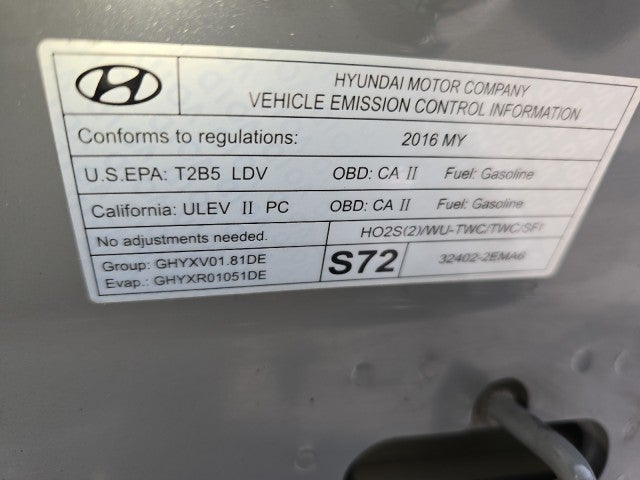 HYUNDAI MOTOR COMPANY
VEHICLE EMISSION CONTROL INFORMATION
Conforms to regulations: 2016 MY
U.S.EPA: T2B5 LDV OBD: CA II Fuel: Gasoline
California: ULEV II PC OBD: CA II Fuel: Gasoline
No adjustments needed. HO2S(2)/WU-TWC/TWC/SFI
Group: GHYXV01.81DE S72 32402-2EMA6
Evap.: GHYXR01051DE